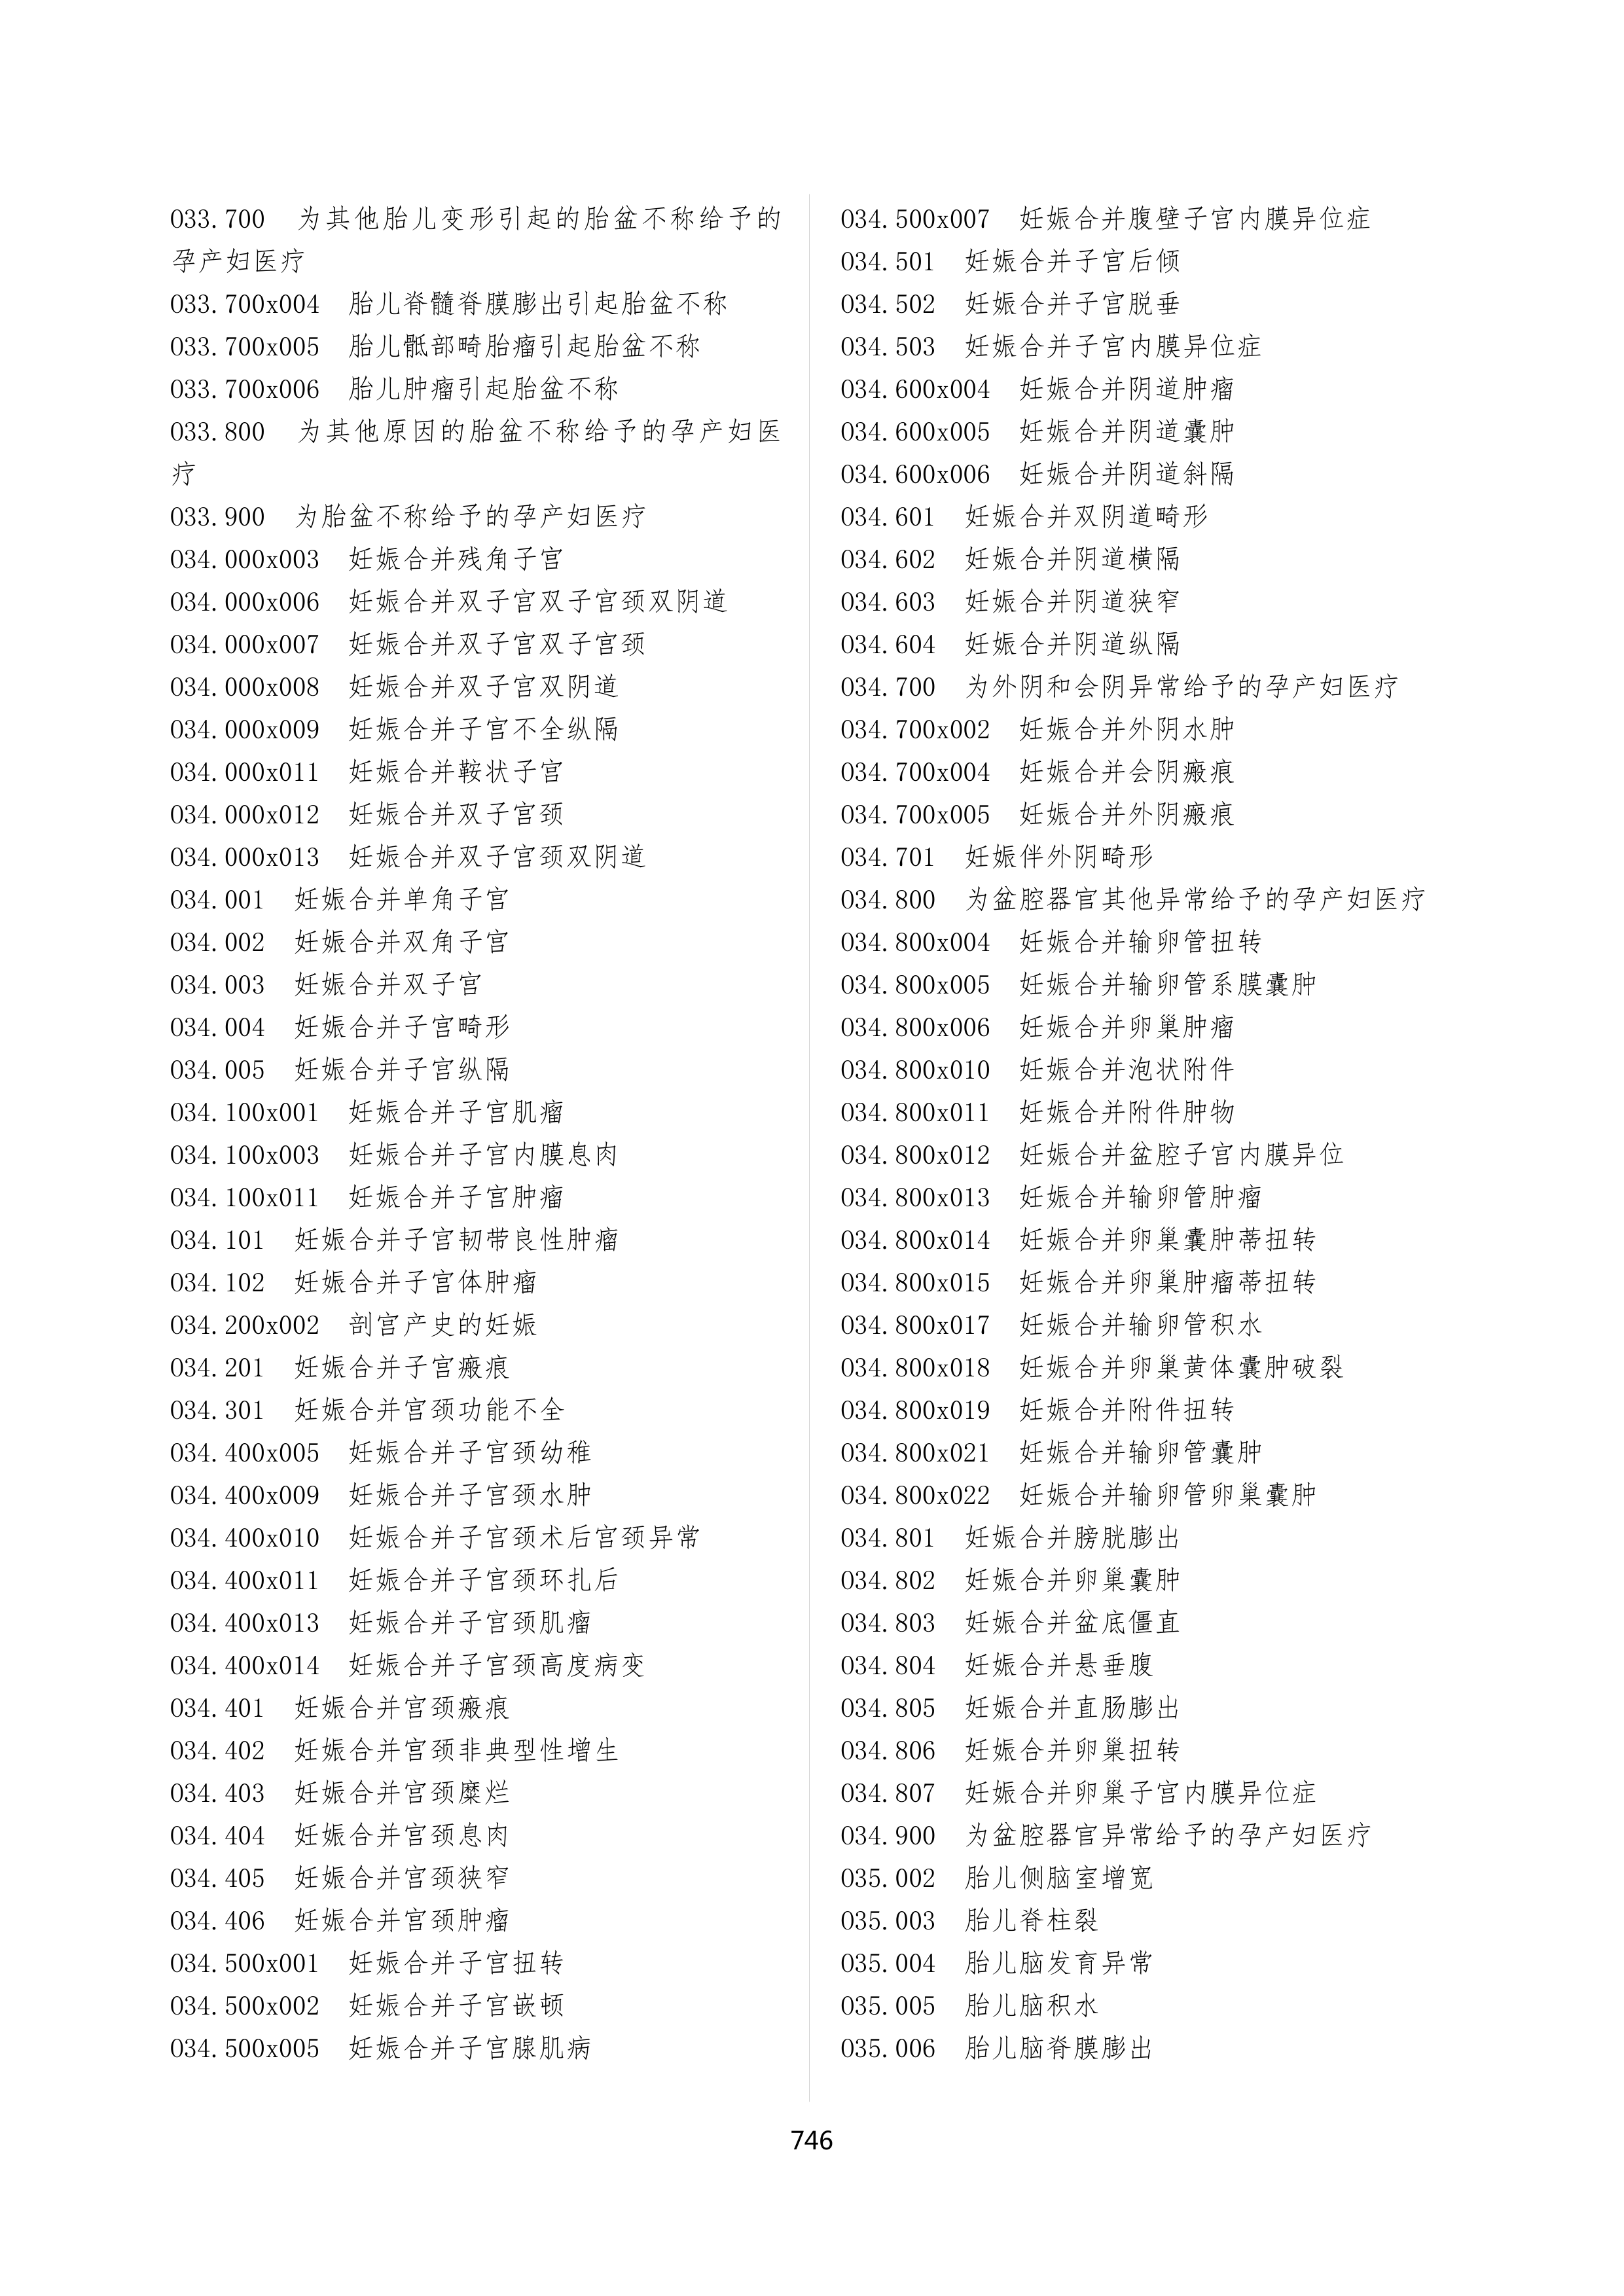 O33.700 为其他胎儿变形引起的胎盆不称给予的
孕产妇医疗
O33.700x004 胎儿脊髓脊膜膨出引起胎盆不称
O33.700x005 胎儿骶部畸胎瘤引起胎盆不称
O33.700x006 胎儿肿瘤引起胎盆不称
O33.800 为其他原因的胎盆不称给予的孕产妇医
疗
O33.900 为胎盆不称给予的孕产妇医疗
O34.000x003 妊娠合并残角子宫
O34.000x006 妊娠合并双子宫双子宫颈双阴道
O34.000x007 妊娠合并双子宫双子宫颈
O34.000x008 妊娠合并双子宫双阴道
O34.000x009 妊娠合并子宫不全纵隔
O34.000x011 妊娠合并鞍状子宫
O34.000x012 妊娠合并双子宫颈
O34.000x013 妊娠合并双子宫颈双阴道
O34.001 妊娠合并单角子宫
O34.002 妊娠合并双角子宫
O34.003 妊娠合并双子宫
O34.004 妊娠合并子宫畸形
O34.005 妊娠合并子宫纵隔
O34.100x001 妊娠合并子宫肌瘤
O34.100x003 妊娠合并子宫内膜息肉
O34.100x011 妊娠合并子宫肿瘤
O34.101 妊娠合并子宫韧带良性肿瘤
O34.102 妊娠合并子宫体肿瘤
O34.200x002 剖宫产史的妊娠
O34.201 妊娠合并子宫瘢痕
O34.301 妊娠合并宫颈功能不全
O34.400x005 妊娠合并子宫颈幼稚
O34.400x009 妊娠合并子宫颈水肿
O34.400x010 妊娠合并子宫颈术后宫颈异常
O34.400x011 妊娠合并子宫颈环扎后
O34.400x013 妊娠合并子宫颈肌瘤
O34.400x014 妊娠合并子宫颈高度病变
O34.401 妊娠合并宫颈瘢痕
O34.402 妊娠合并宫颈非典型性增生
O34.403 妊娠合并宫颈糜烂
O34.404 妊娠合并宫颈息肉
O34.405 妊娠合并宫颈狭窄
O34.406 妊娠合并宫颈肿瘤
O34.500x001 妊娠合并子宫扭转
O34.500x002 妊娠合并子宫嵌顿
O34.500x005 妊娠合并子宫腺肌病
O34.500x007 妊娠合并腹壁子宫内膜异位症
O34.501 妊娠合并子宫后倾
O34.502 妊娠合并子宫脱垂
O34.503 妊娠合并子宫内膜异位症
O34.600x004 妊娠合并阴道肿瘤
O34.600x005 妊娠合并阴道囊肿
O34.600x006 妊娠合并阴道斜隔
O34.601 妊娠合并双阴道畸形
O34.602 妊娠合并阴道横隔
O34.603 妊娠合并阴道狭窄
O34.604 妊娠合并阴道纵隔
O34.700 为外阴和会阴异常给予的孕产妇医疗
O34.700x002 妊娠合并外阴水肿
O34.700x004 妊娠合并会阴瘢痕
O34.700x005 妊娠合并外阴瘢痕
O34.701 妊娠伴外阴畸形
O34.800 为盆腔器官其他异常给予的孕产妇医疗
O34.800x004 妊娠合并输卵管扭转
O34.800x005 妊娠合并输卵管系膜囊肿
O34.800x006 妊娠合并卵巢肿瘤
O34.800x010 妊娠合并泡状附件
O34.800x011 妊娠合并附件肿物
O34.800x012 妊娠合并盆腔子宫内膜异位
O34.800x013 妊娠合并输卵管肿瘤
O34.800x014 妊娠合并卵巢囊肿蒂扭转
O34.800x015 妊娠合并卵巢肿瘤蒂扭转
O34.800x017 妊娠合并输卵管积水
O34.800x018 妊娠合并卵巢黄体囊肿破裂
O34.800x019 妊娠合并附件扭转
O34.800x021 妊娠合并输卵管囊肿
O34.800x022 妊娠合并输卵管卵巢囊肿
O34.801 妊娠合并膀胱膨出
O34.802 妊娠合并卵巢囊肿
O34.803 妊娠合并盆底僵直
O34.804 妊娠合并悬垂腹
O34.805 妊娠合并直肠膨出
O34.806 妊娠合并卵巢扭转
O34.807 妊娠合并卵巢子宫内膜异位症
O34.900 为盆腔器官异常给予的孕产妇医疗
O35.002 胎儿侧脑室增宽
O35.003 胎儿脊柱裂
O35.004 胎儿脑发育异常
O35.005 胎儿脑积水
O35.006 胎儿脑脊膜膨出
746